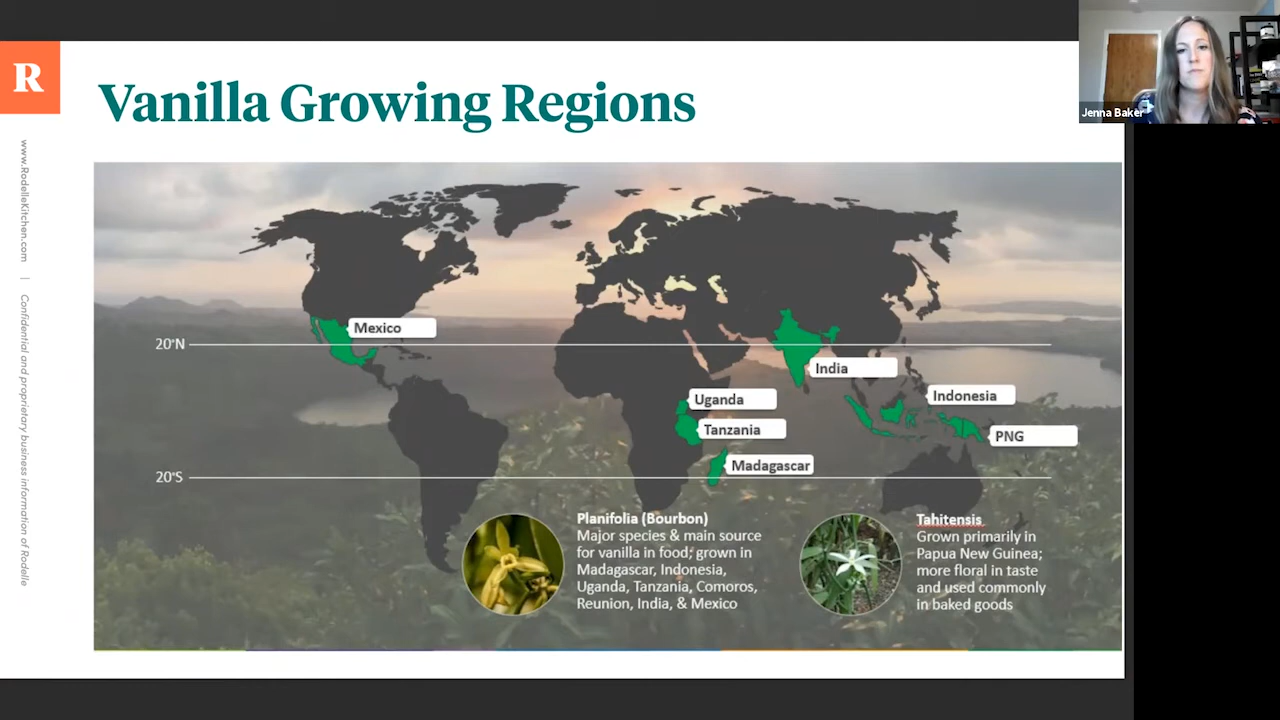 R
Vanilla Growing Regions
Jenna Baker
www.RodelleKitchen.com | Confidential and proprietary business information of Rodelle
Mexico
20°N
India
Uganda
Indonesia
Tanzania
PNG
Madagascar
20°S
Planifolia (Bourbon)
Major species & main source
for vanilla in food; grown in
Madagascar, Indonesia,
Uganda, Tanzania, Comoros,
Reunion, India, & Mexico
Tahitensis
Grown primarily in
Papua New Guinea;
more floral in taste
and used commonly
in baked goods